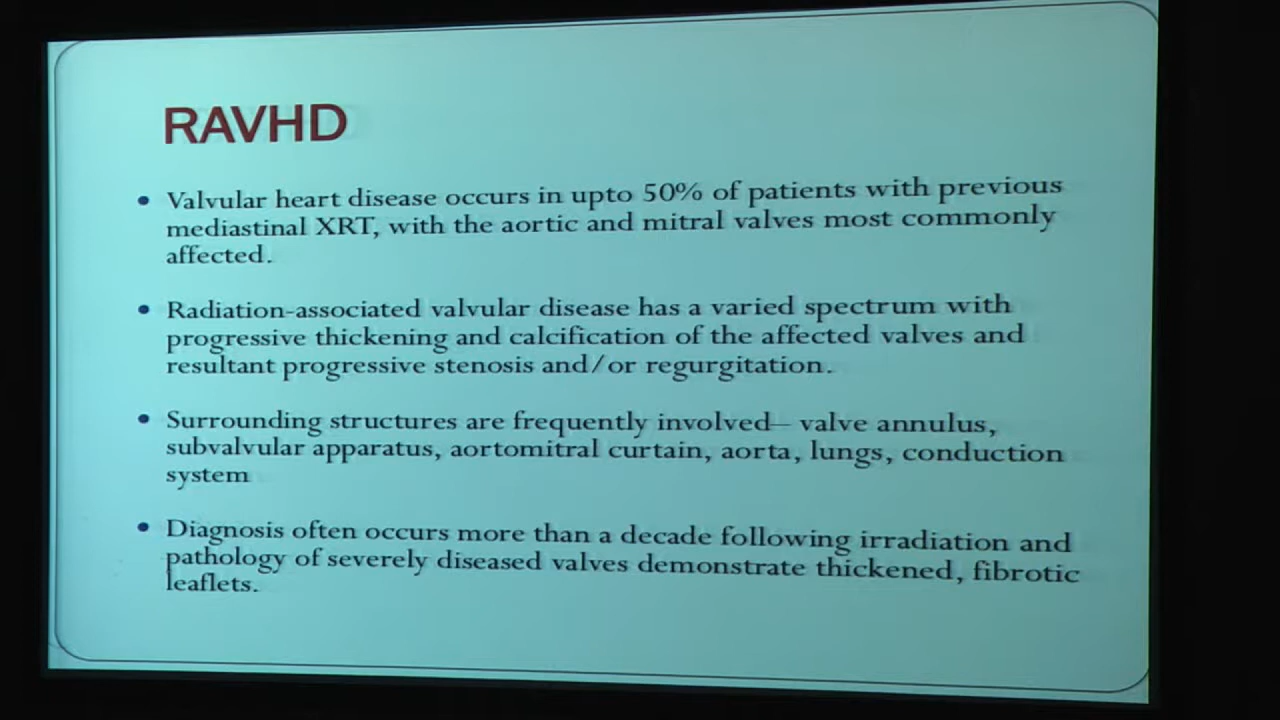 RAVHD
• Valvular heart disease occurs in upto 50% of patients with previous
mediastinal XRT, with the aortic and mitral valves most commonly
affected.
• Radiation-associated valvular disease has a varied spectrum with
progressive thickening and calcification of the affected valves and
resultant progressive stenosis and/or regurgitation.
• Surrounding structures are frequently involved– valve annulus,
subvalvular apparatus, aortomitral curtain, aorta, lungs, conduction
system
• Diagnosis often occurs more than a decade following irradiation and
pathology of severely diseased valves demonstrate thickened, fibrotic
leaflets.